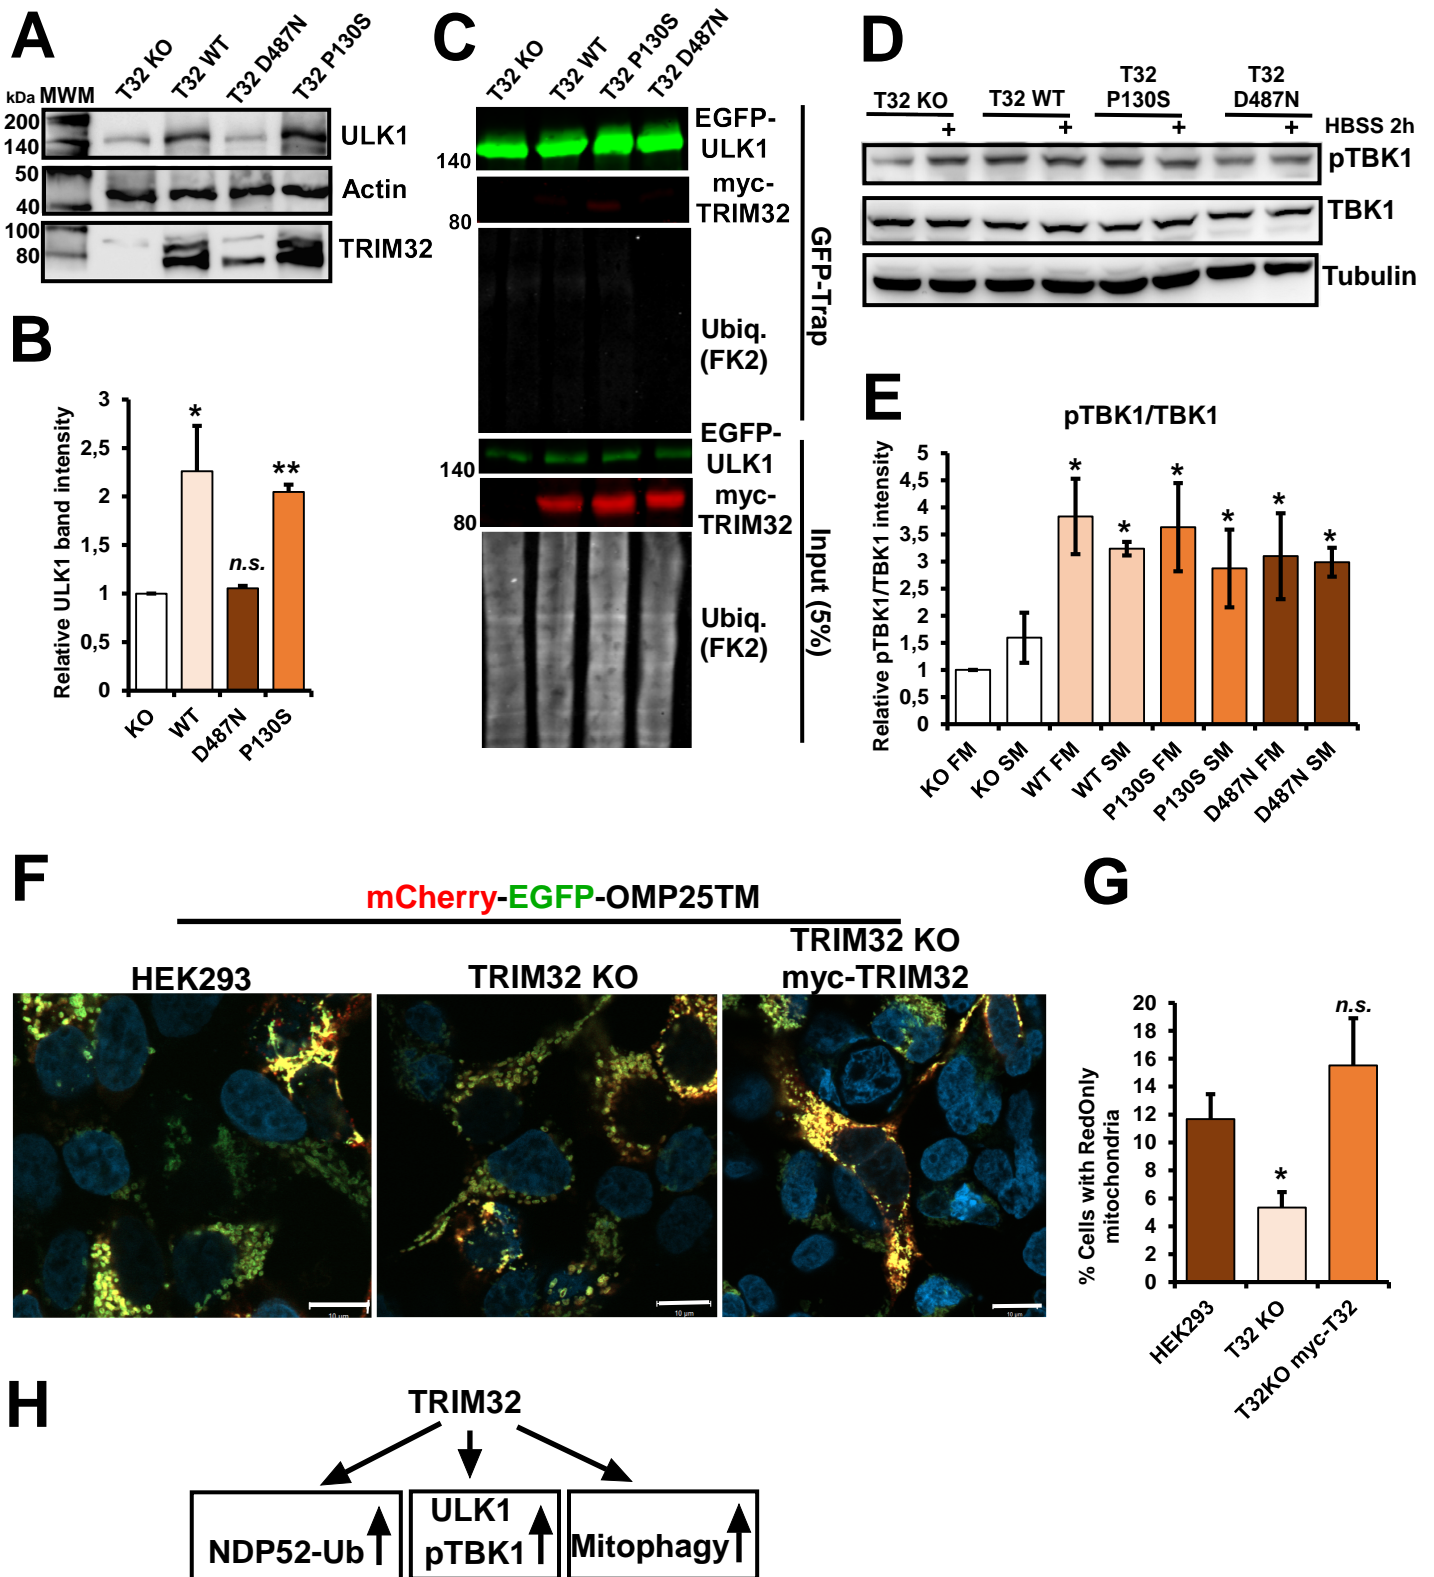 A
T32 KO
T32 WT
T32 D487N
T32 P130S
kDa MWM
200
140
ULK1
50
40
Actin
100
80
TRIM32
B
Relative ULK1 band intensity
3
2,5
2
1,5
1
0,5
0
*
n.s.
**
KO
WT
D487N
P130S
C
T32 KO
T32 WT
T32 P130S
T32 D487N
140
EGFP-
ULK1
80
myc-
TRIM32
Ubiq.
(FK2)
GFP-Trap
140
EGFP-
ULK1
80
myc-
TRIM32
Ubiq.
(FK2)
Input (5%)
D
T32 KO
T32 WT
T32
P130S
T32
D487N
+ + + + HBSS 2h
pTBK1
TBK1
Tubulin
E
pTBK1/TBK1
Relative pTBK1/TBK1 intensity
5
4,5
4
3,5
3
2,5
2
1,5
1
0,5
0
* * * * * *
KO FM
KO SM
WT FM
WT SM
P130S FM
P130S SM
D487N FM
D487N SM
F
mCherry-EGFP-OMP25TM
HEK293
TRIM32 KO
TRIM32 KO
myc-TRIM32
10 µm
10 µm
10 µm
G
% Cells with RedOnly
mitochondria
20
18
16
14
12
10
8
6
4
2
0
*
n.s.
HEK293
T32 KO
T32KO myc-T32
H
TRIM32
NDP52-Ub
ULK1
pTBK1
Mitophagy